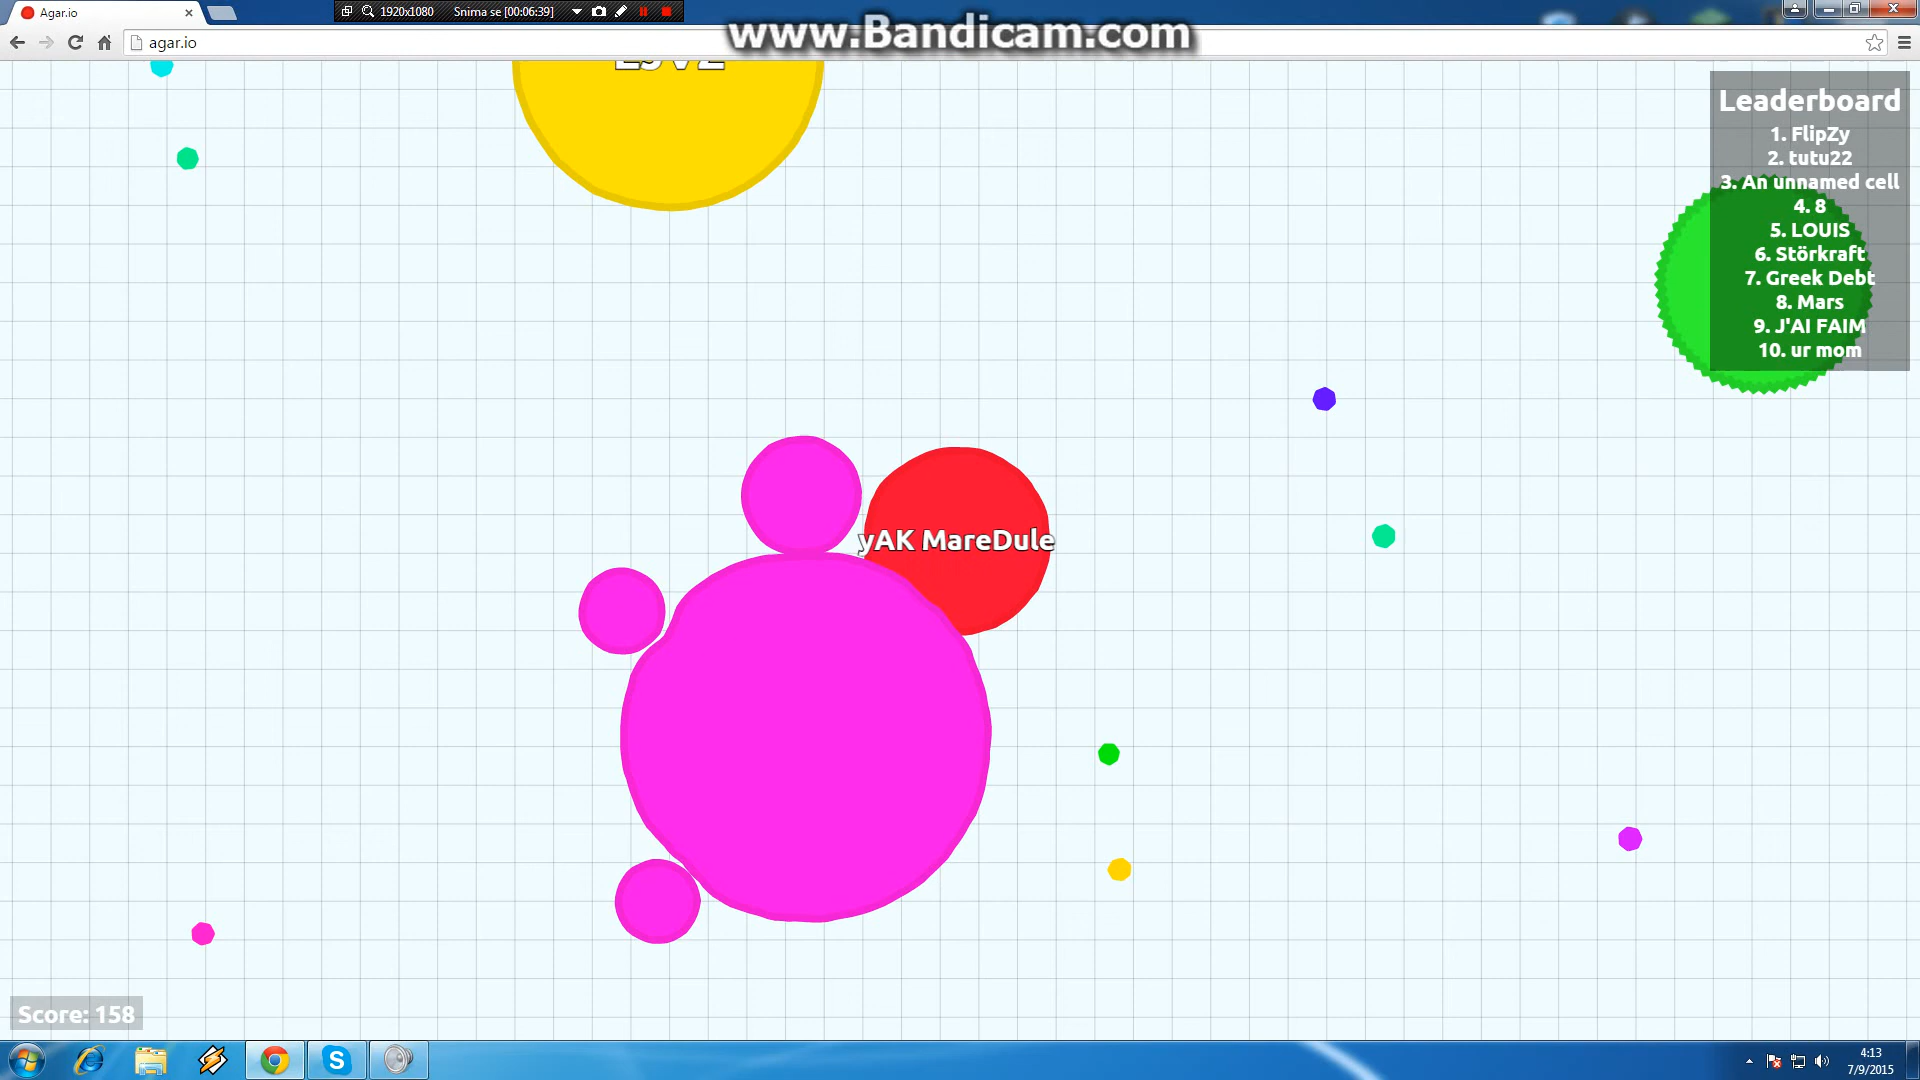 Agar.io
1920x1080
Snima se [00:06:39]
www.Bandicam.com
agar.io
Leaderboard
1. FlipZy
2. tutu22
3. An unnamed cell
4. 8
5. LOUIS
6. Störkraft
7. Greek Debt
8. Mars
9. J'AI FAIM
10. ur mom
yAK MareDule
Score: 158
4:13
7/9/2015